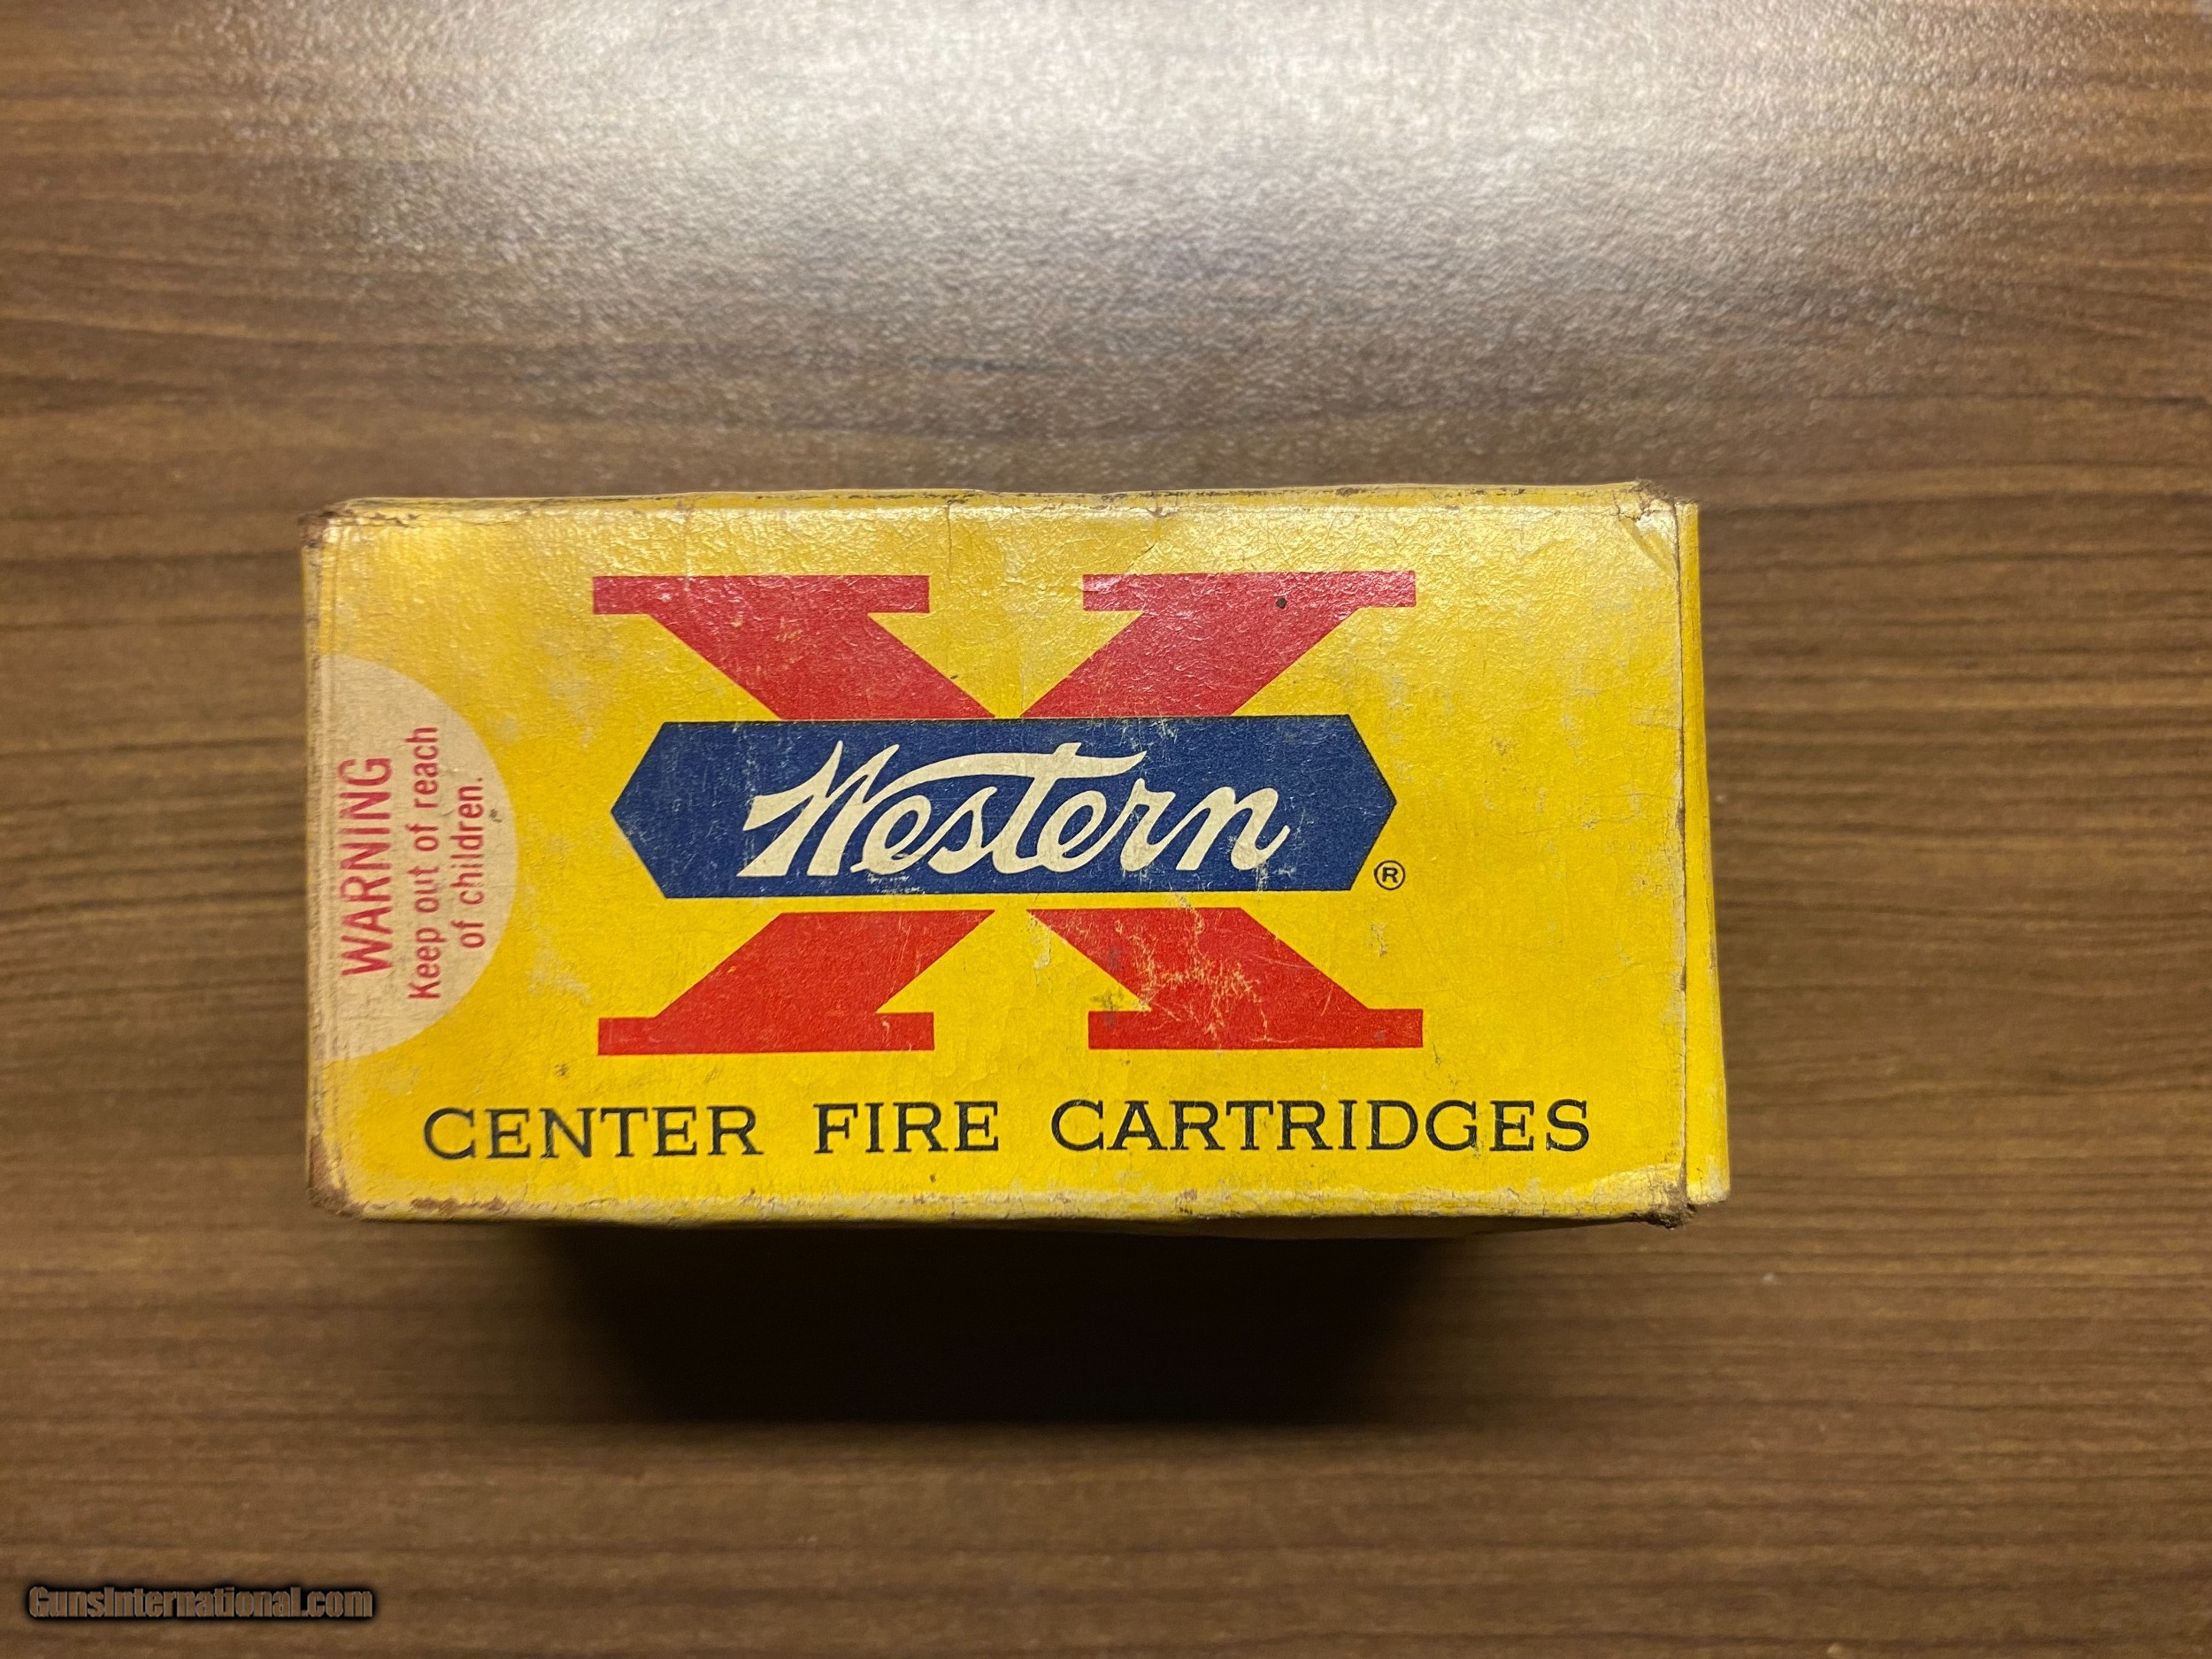 WARNING
Keep out of reach
of children.
X
Western
®
CENTER FIRE CARTRIDGES
GunsInternational.com